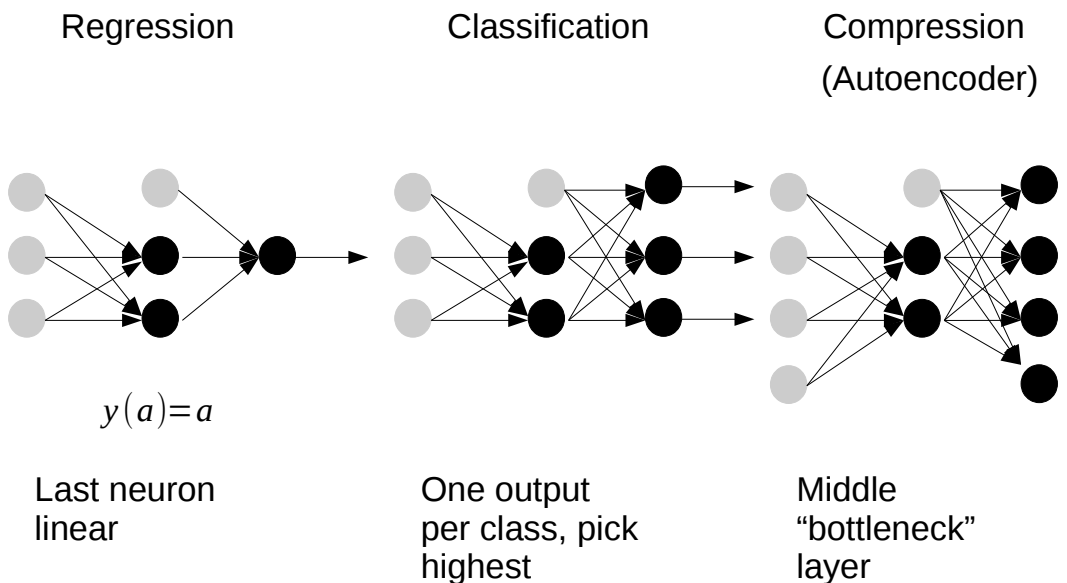 Regression
Classification
Compression
(Autoencoder)
y(a)=a
Last neuron
linear
One output
per class, pick
highest
Middle
“bottleneck”
layer